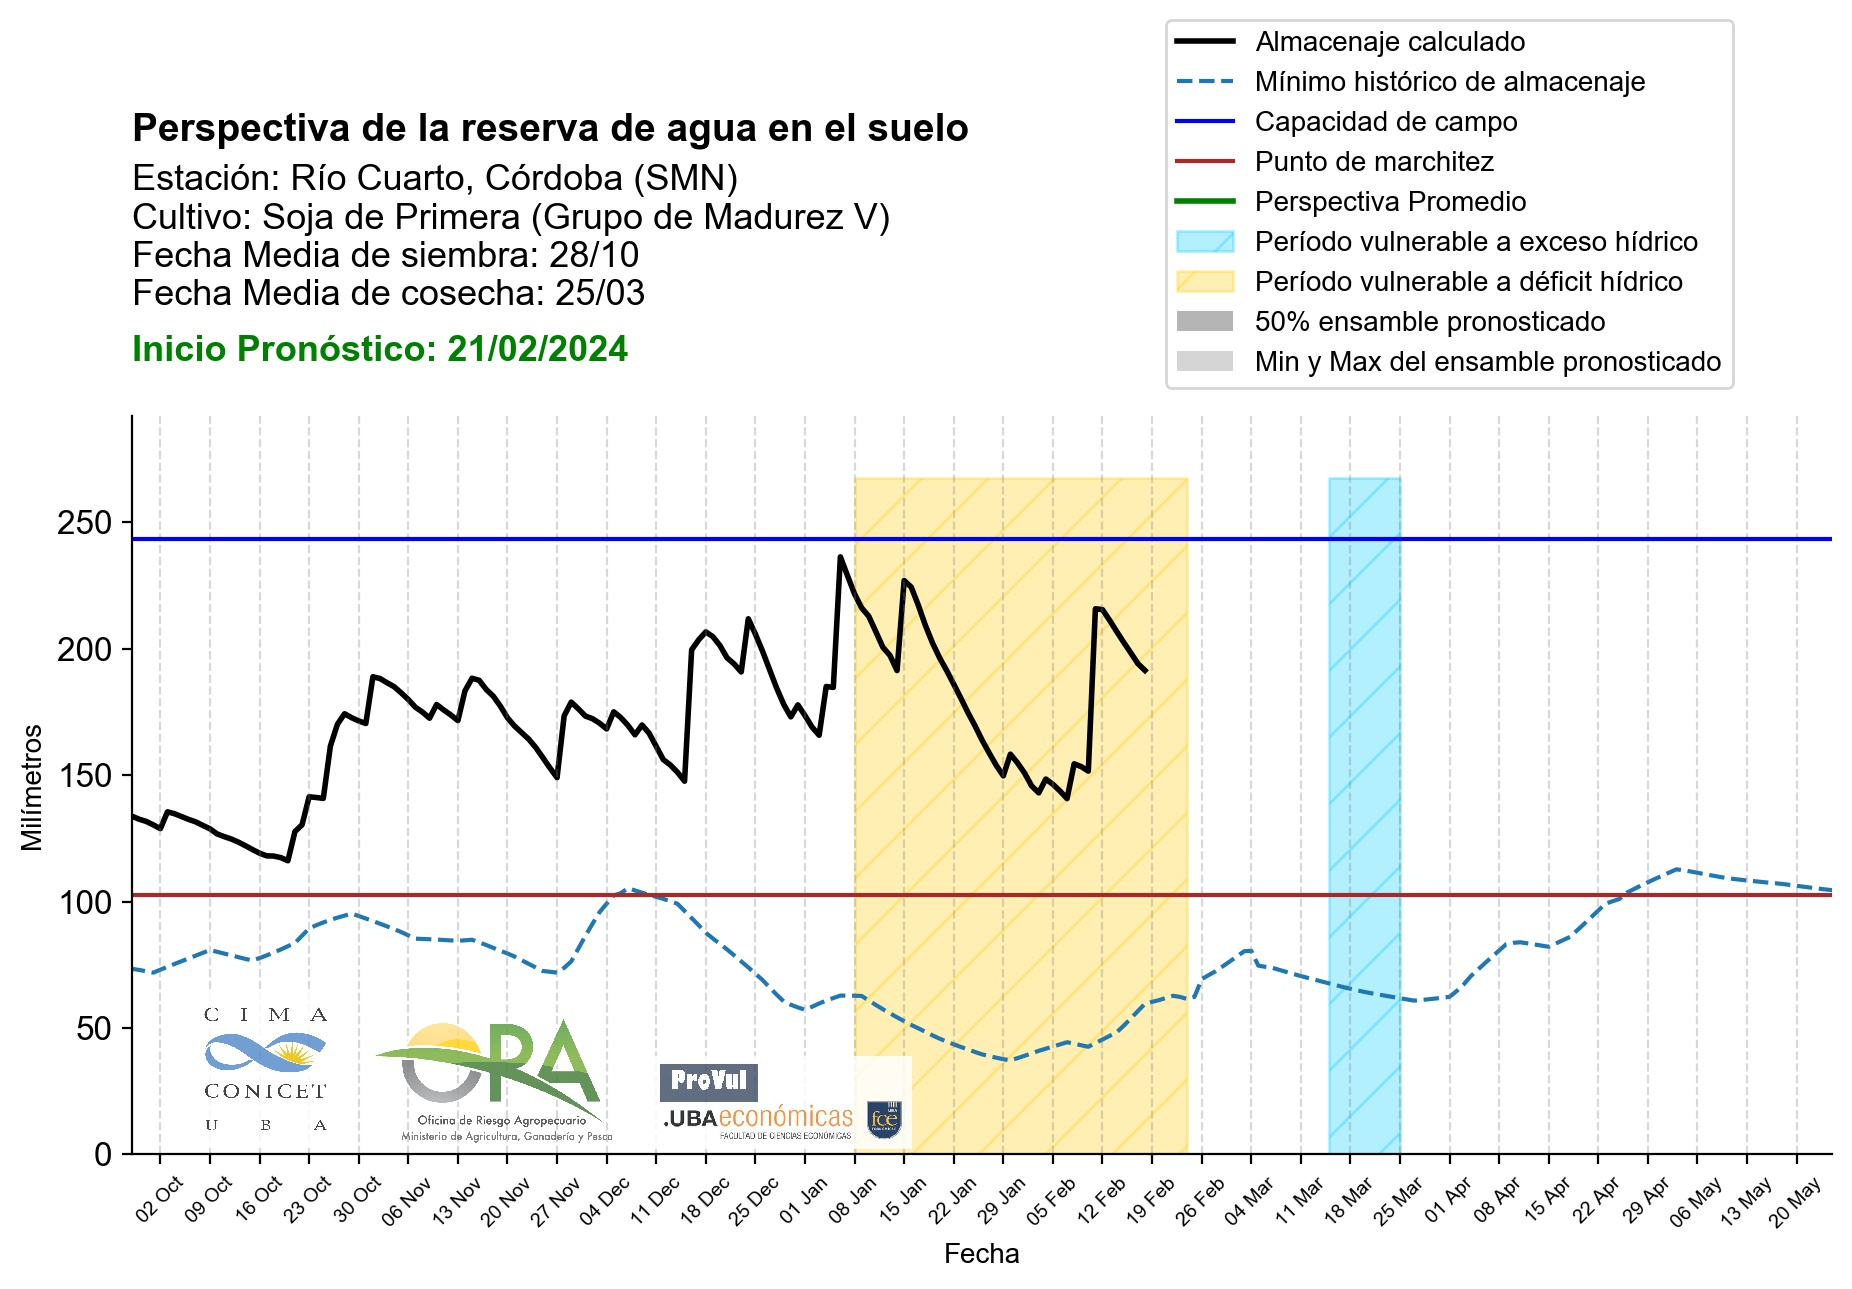 Almacenaje calculado
Mínimo histórico de almacenaje
Capacidad de campo
Punto de marchitez
Perspectiva Promedio
Período vulnerable a exceso hídrico
Período vulnerable a déficit hídrico
50% ensamble pronosticado
Min y Max del ensamble pronosticado
Perspectiva de la reserva de agua en el suelo
Estación: Río Cuarto, Córdoba (SMN)
Cultivo: Soja de Primera (Grupo de Madurez V)
Fecha Media de siembra: 28/10
Fecha Media de cosecha: 25/03
Inicio Pronóstico: 21/02/2024
Milímetros
250
200
150
100
50
0
C I M A
CONICET
U B A
ORA
Oficina de Riesgo Agropecuario
Ministerio de Agricultura, Ganadería y Pesca
ProVul
.UBAeconómicas
FACULTAD DE CIENCIAS ECONÓMICAS
fce
02 Oct
09 Oct
16 Oct
23 Oct
30 Oct
06 Nov
13 Nov
20 Nov
27 Nov
04 Dec
11 Dec
18 Dec
25 Dec
01 Jan
08 Jan
15 Jan
22 Jan
29 Jan
05 Feb
12 Feb
19 Feb
26 Feb
04 Mar
11 Mar
18 Mar
25 Mar
01 Apr
08 Apr
15 Apr
22 Apr
29 Apr
06 May
13 May
20 May
Fecha